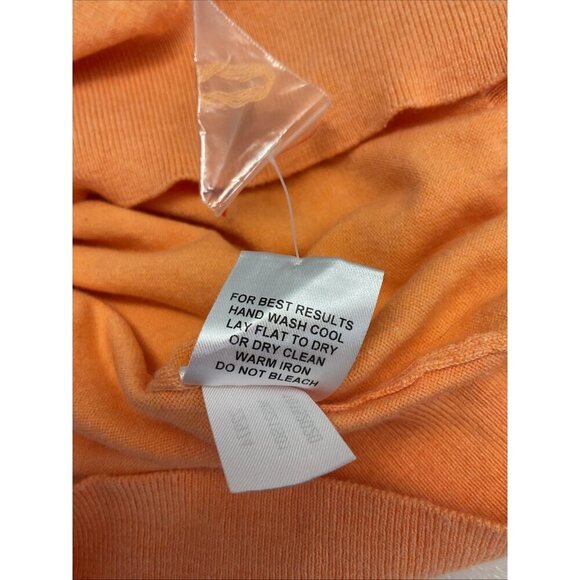 FOR BEST RESULTS
HAND WASH COOL
LAY FLAT TO DRY
OR DRY CLEAN
WARM IRON
DO NOT BLEACH